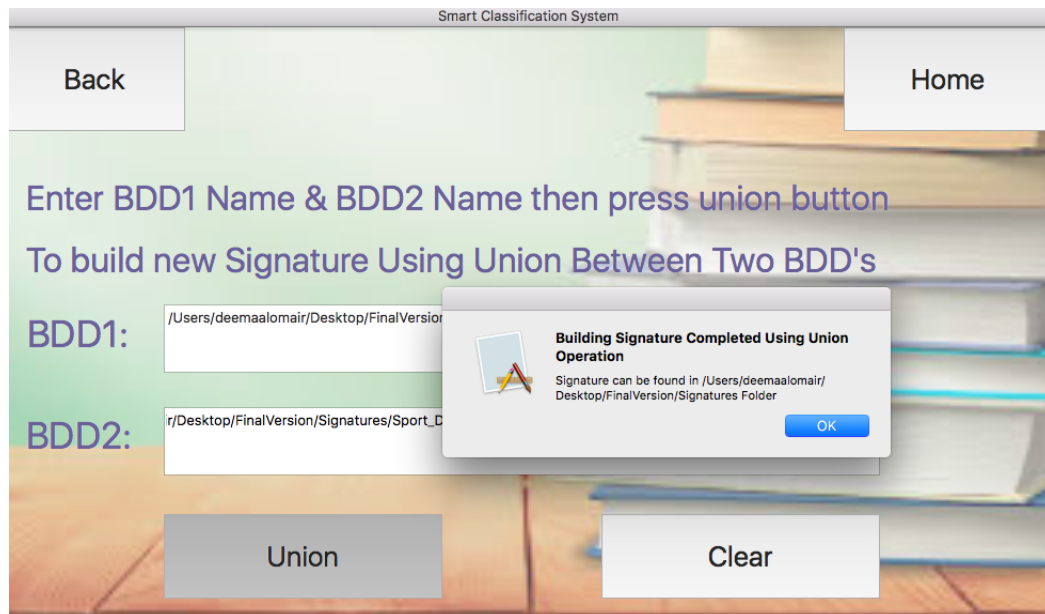 Smart Classification System
Back
Home
Enter BDD1 Name & BDD2 Name then press union button
To build new Signature Using Union Between Two BDD's
BDD1:
/Users/deemaalomair/Desktop/FinalVersion
BDD2:
r/Desktop/FinalVersion/Signatures/Sport_D
Building Signature Completed Using Union
Operation
Signature can be found in /Users/deemaalomair/
Desktop/FinalVersion/Signatures Folder
OK
Union
Clear